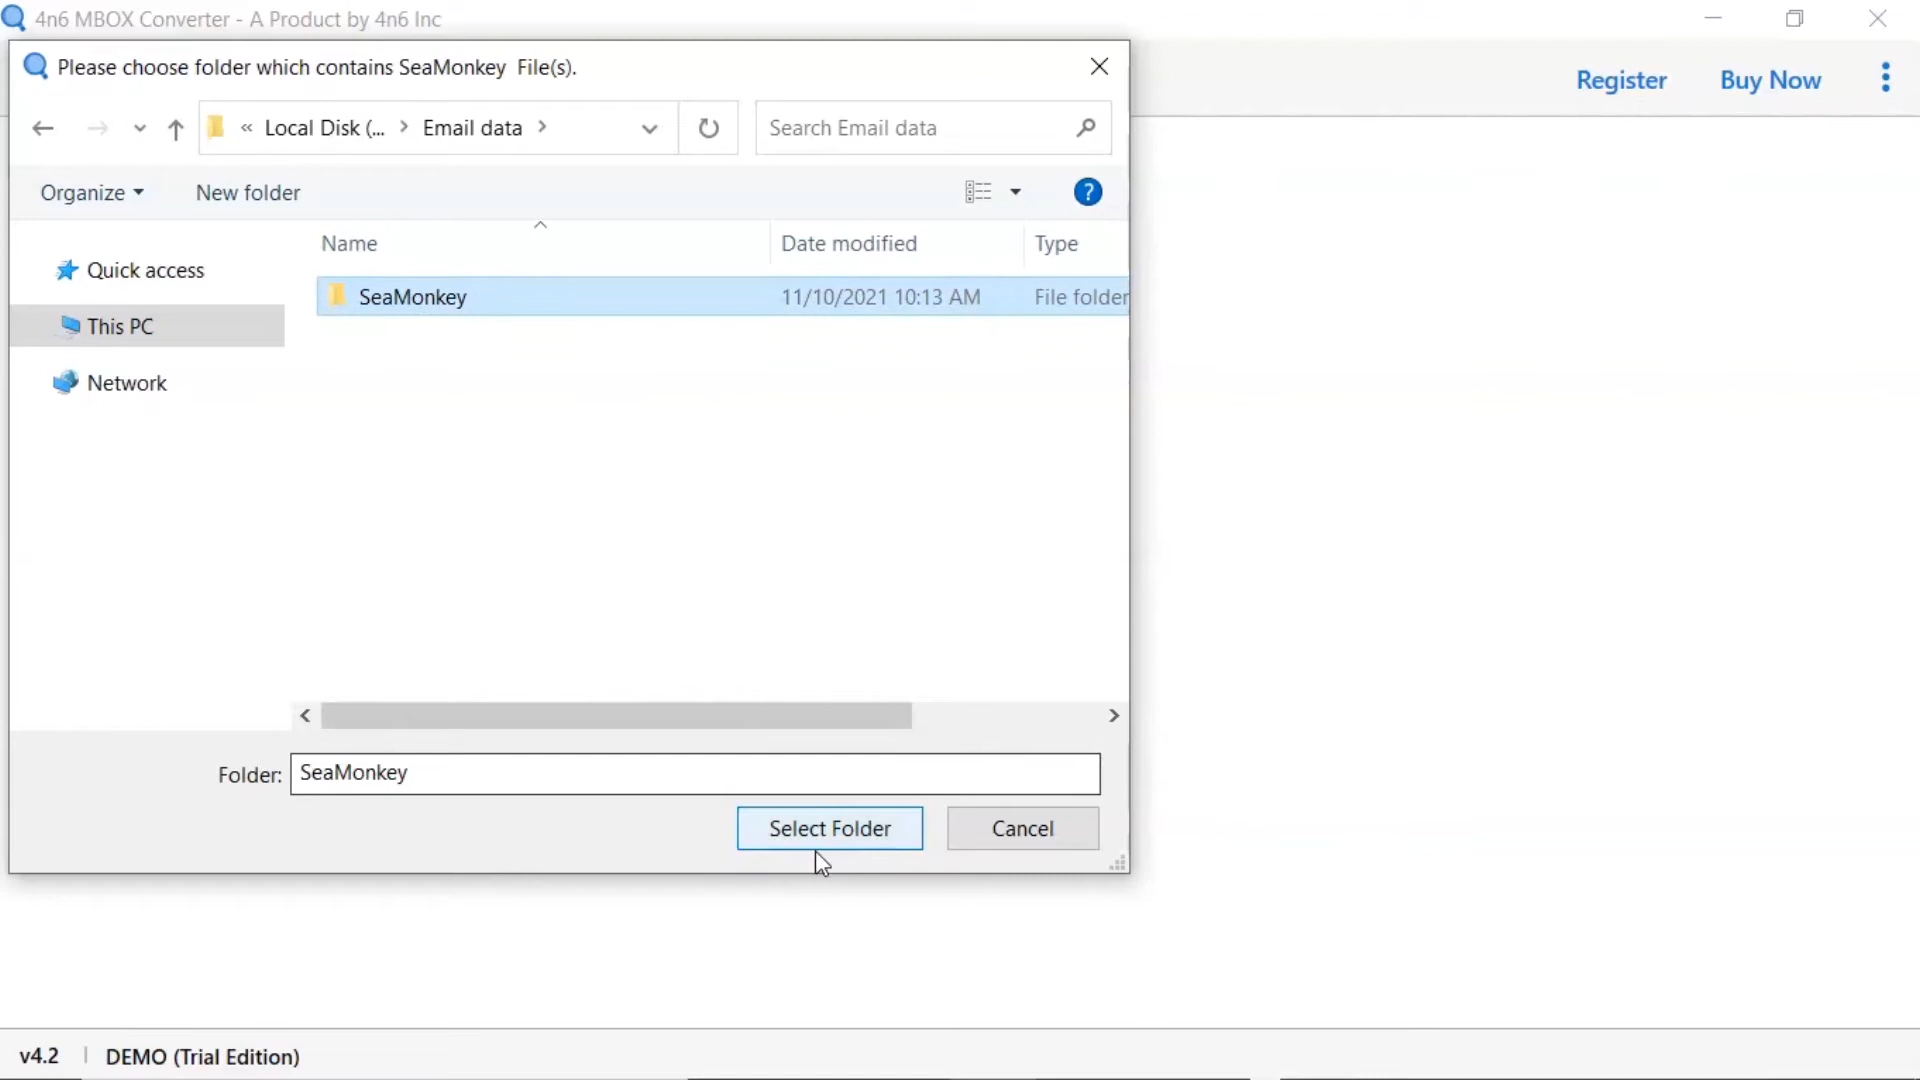 4n6 MBOX Converter - A Product by 4n6 Inc
Please choose folder which contains SeaMonkey File(s).
Register
Buy Now
« Local Disk (... > Email data >
Search Email data
Organize
New folder
?
Name
Date modified
Type
Quick access
SeaMonkey
11/10/2021 10:13 AM
File folder
This PC
Network
Folder:
SeaMonkey
Select Folder
Cancel
v4.2
DEMO (Trial Edition)